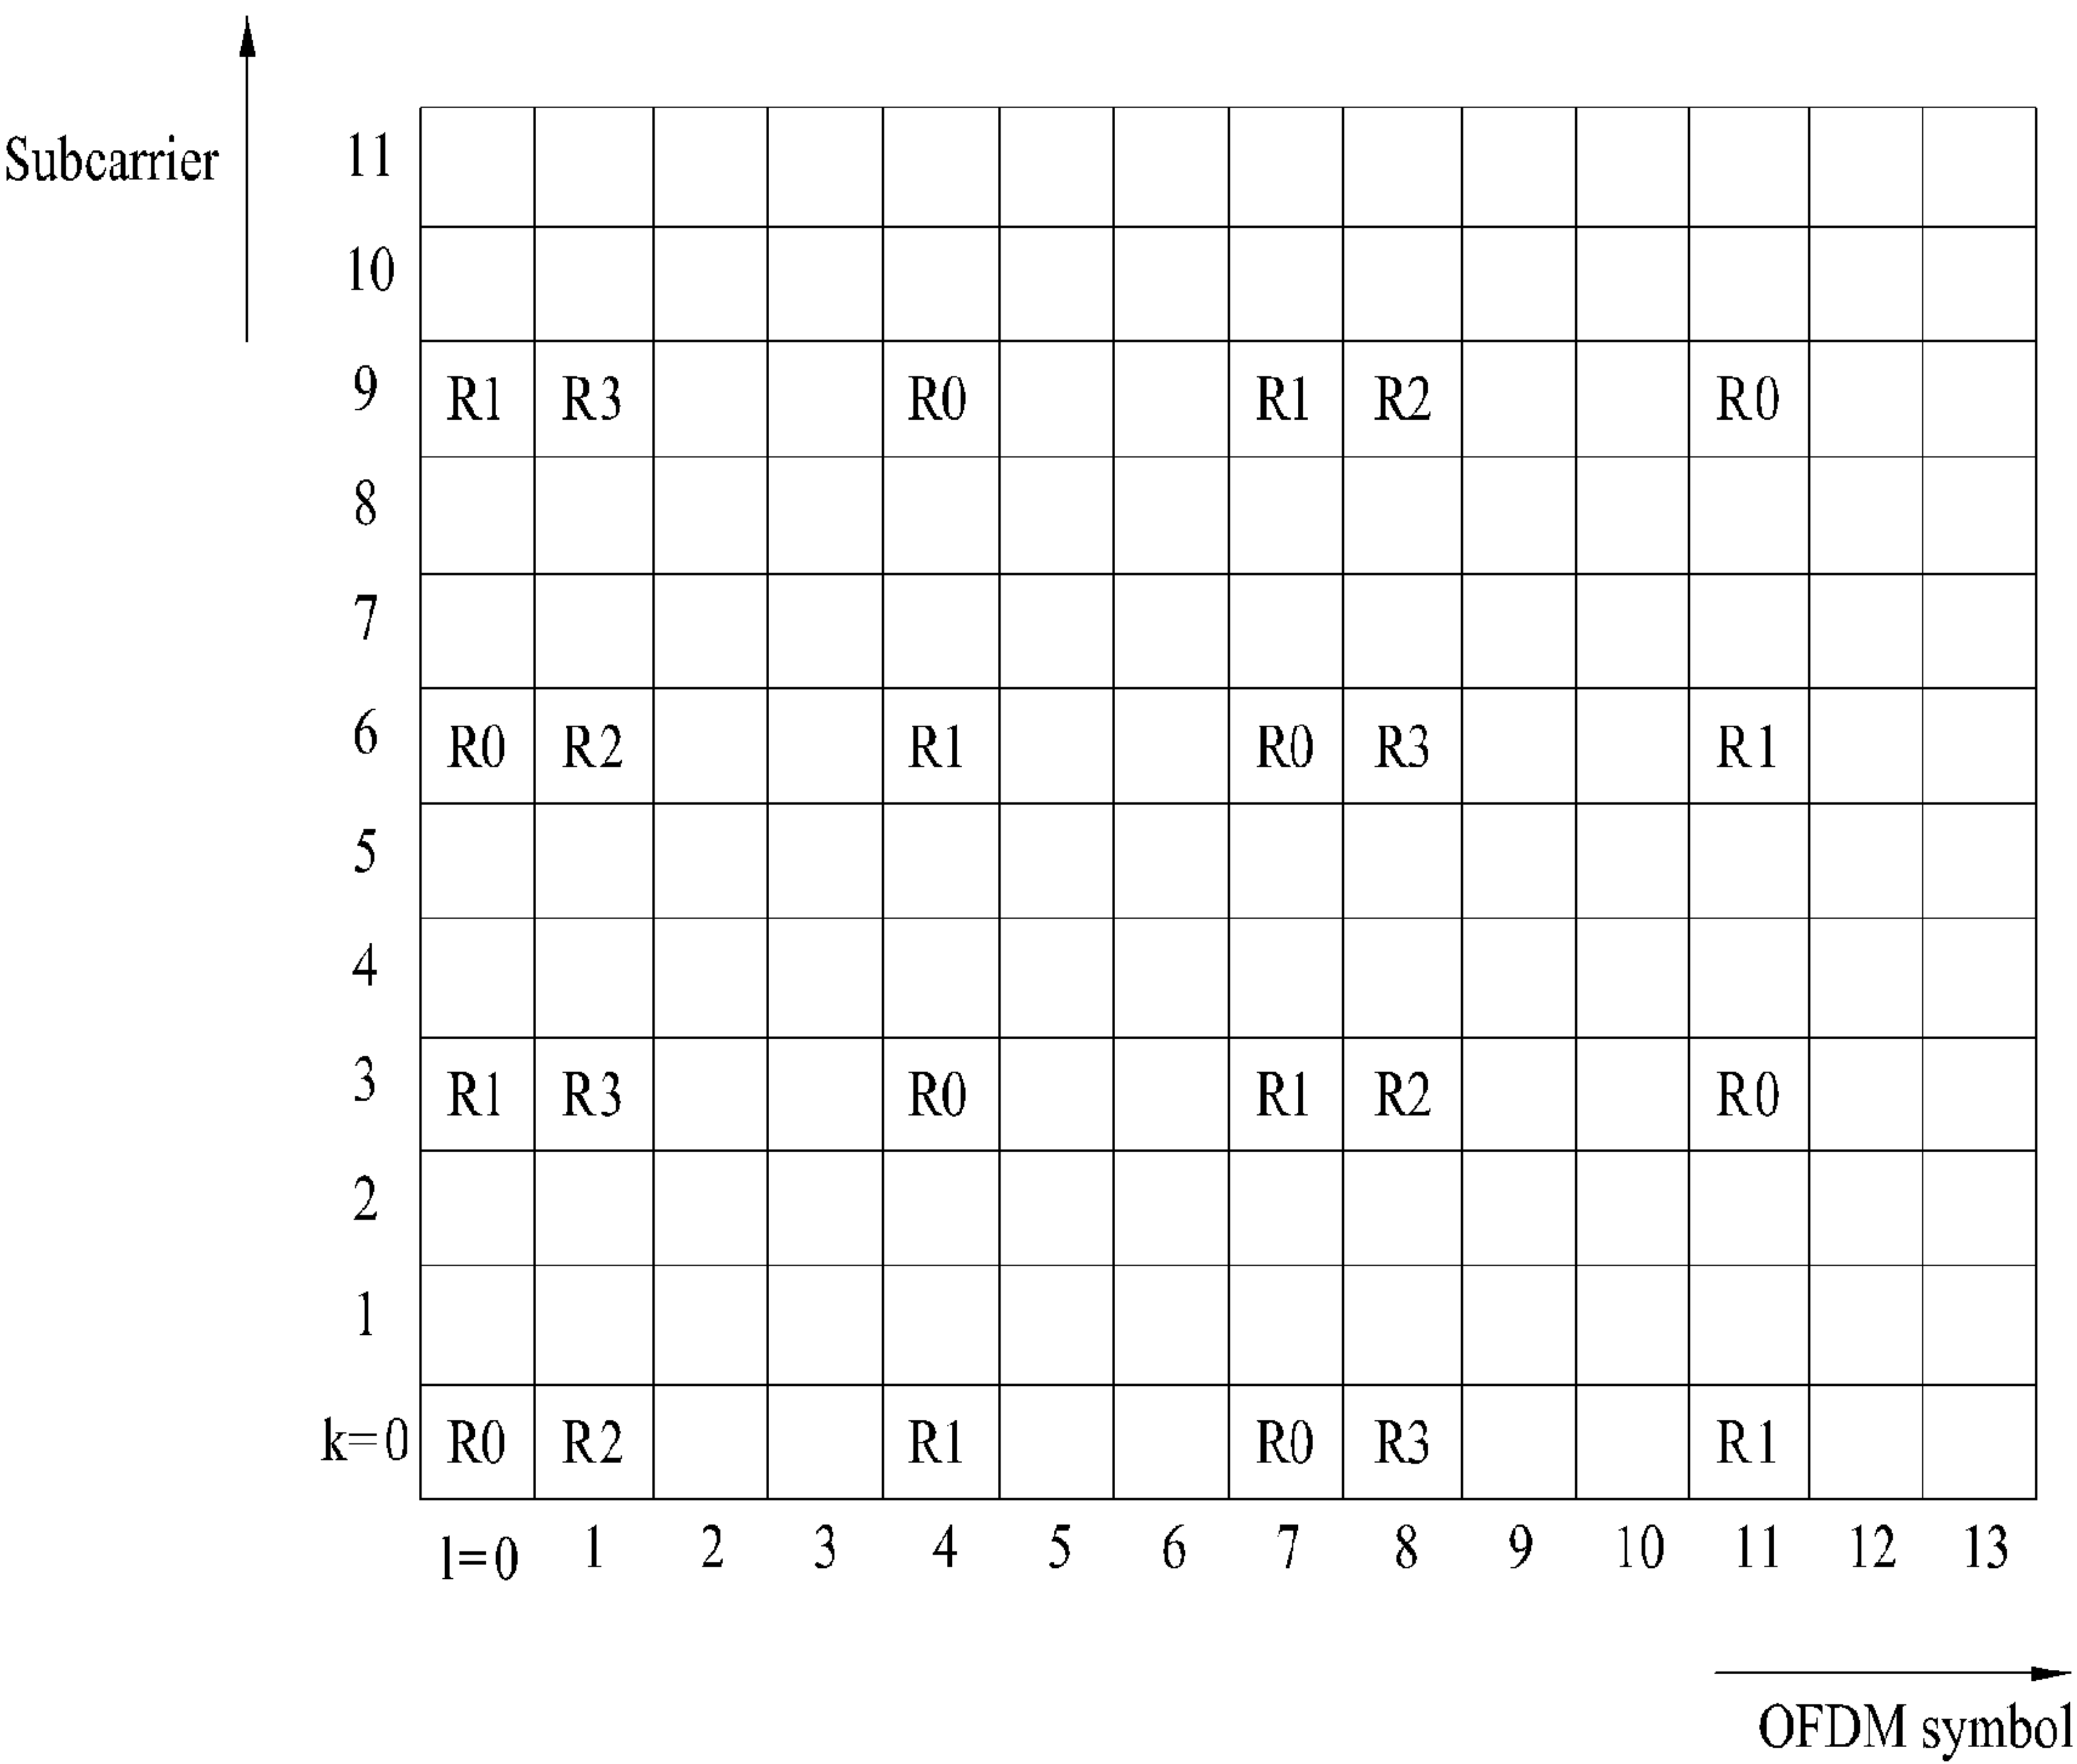 Subcarrier
11
10
9 R1 R3 R0 R1 R2 R0
8
7
6 R0 R2 R1 R0 R3 R1
5
4
3 R1 R3 R0 R1 R2 R0
2
1
k=0 R0 R2 R1 R0 R3 R1
l=0 1 2 3 4 5 6 7 8 9 10 11 12 13
OFDM symbol